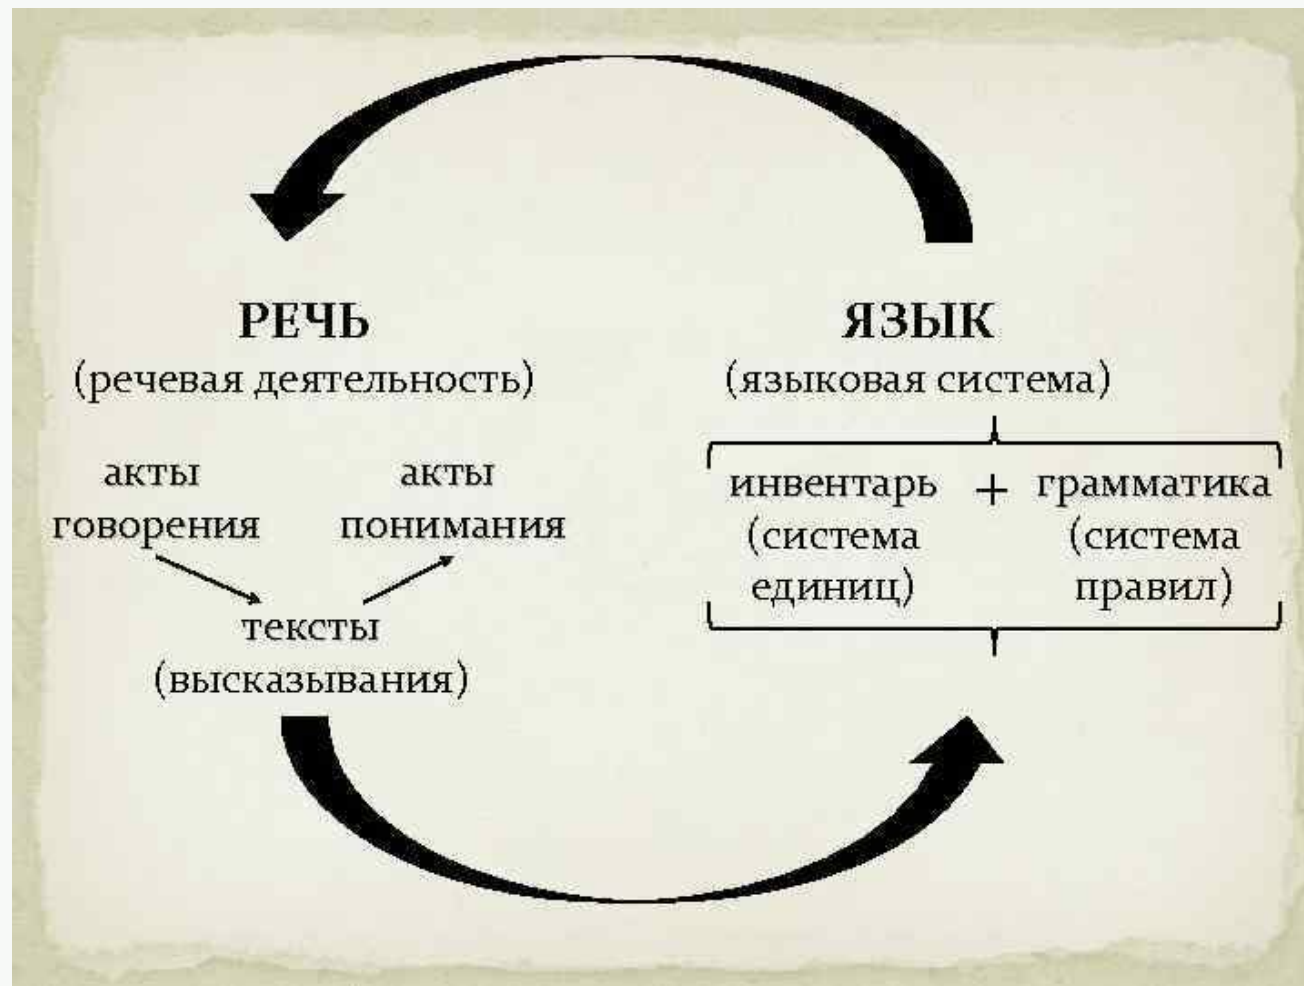 РЕЧЬ
(речевая деятельность)
акты
говорения
акты
понимания
тексты
(высказывания)
ЯЗЫК
(языковая система)
инвентарь
(система
единиц)
+
грамматика
(система
правил)